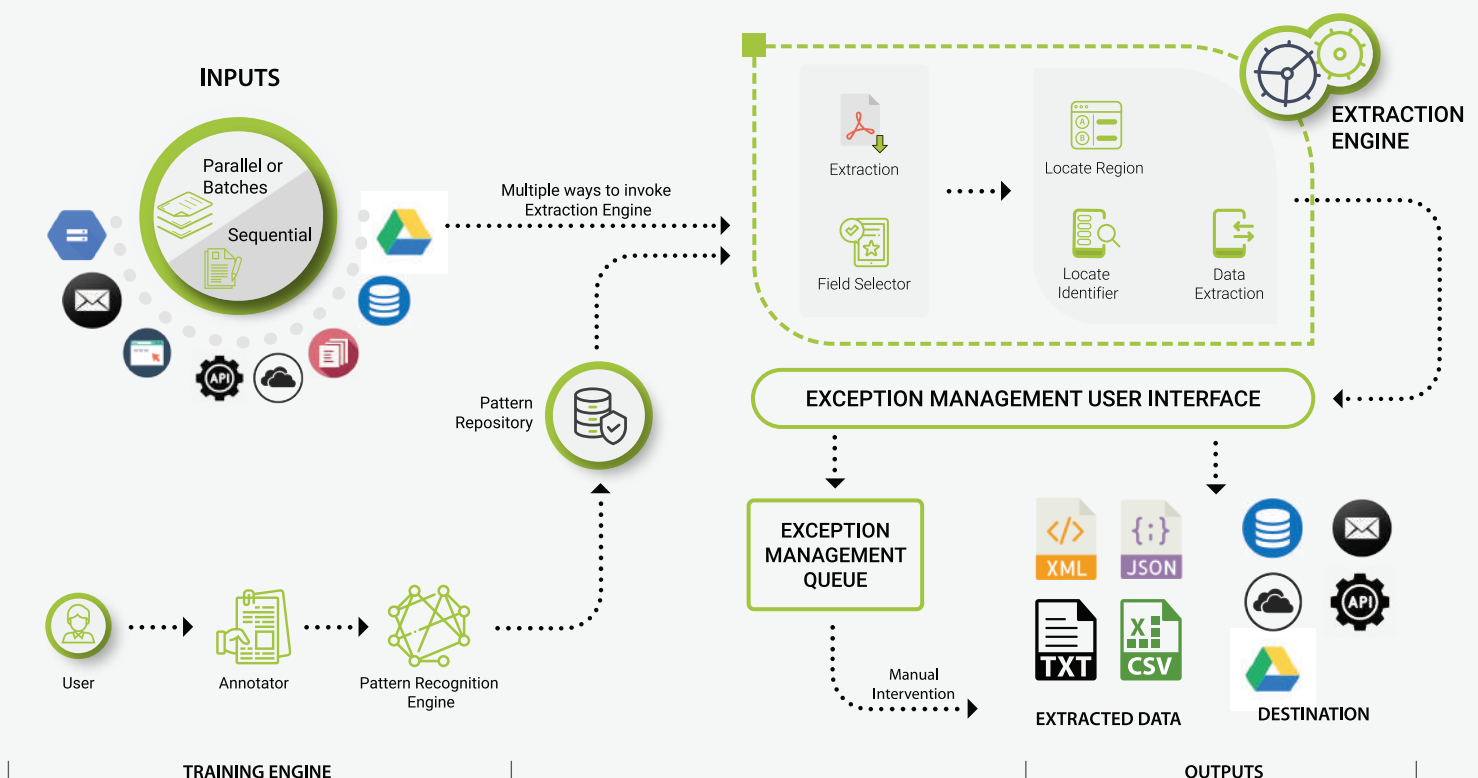 INPUTS
Parallel or
Batches
Sequential
API
Multiple ways to invoke
Extraction Engine
Pattern
Repository
User
Annotator
Pattern Recognition
Engine
TRAINING ENGINE
EXTRACTION
ENGINE
Extraction
Field Selector
A
B
Locate Region
Locate
Identifier
Data
Extraction
EXCEPTION MANAGEMENT USER INTERFACE
EXCEPTION
MANAGEMENT
QUEUE
Manual
Intervention
</>
XML
{;}
JSON
TXT
X
CSV
EXTRACTED DATA
API
DESTINATION
OUTPUTS